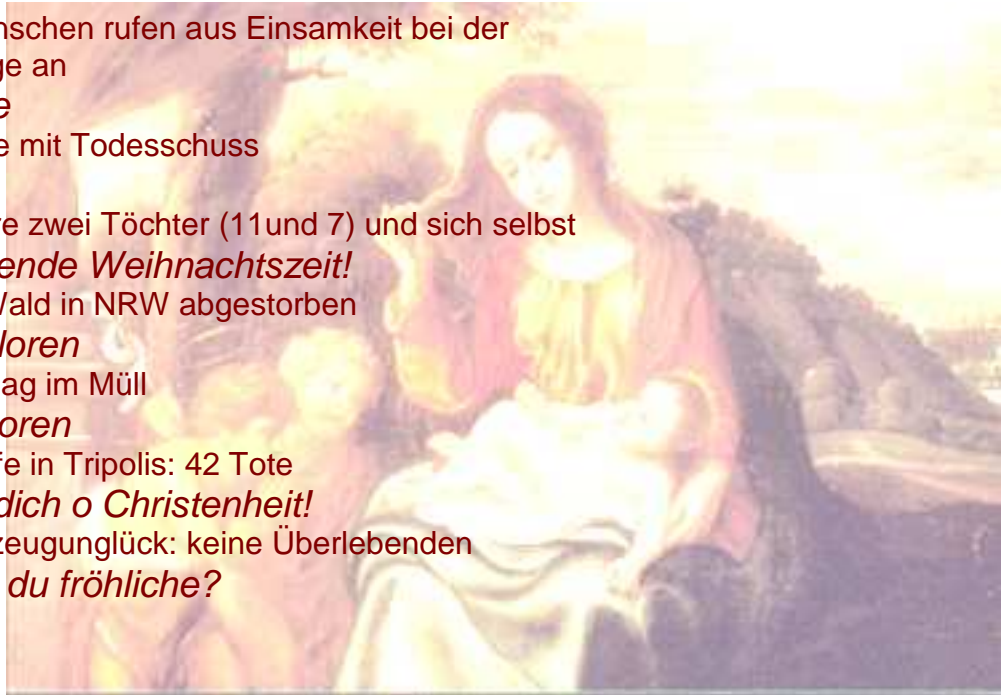 nschen rufen aus Einsamkeit bei der
ge an
e
e mit Todesschuss
re zwei Töchter (11und 7) und sich selbst
ende Weihnachtszeit!
Wald in NRW abgestorben
loren
ag im Müll
oren
fe in Tripolis: 42 Tote
dich o Christenheit!
zeugunglück: keine Überlebenden
du fröhliche?